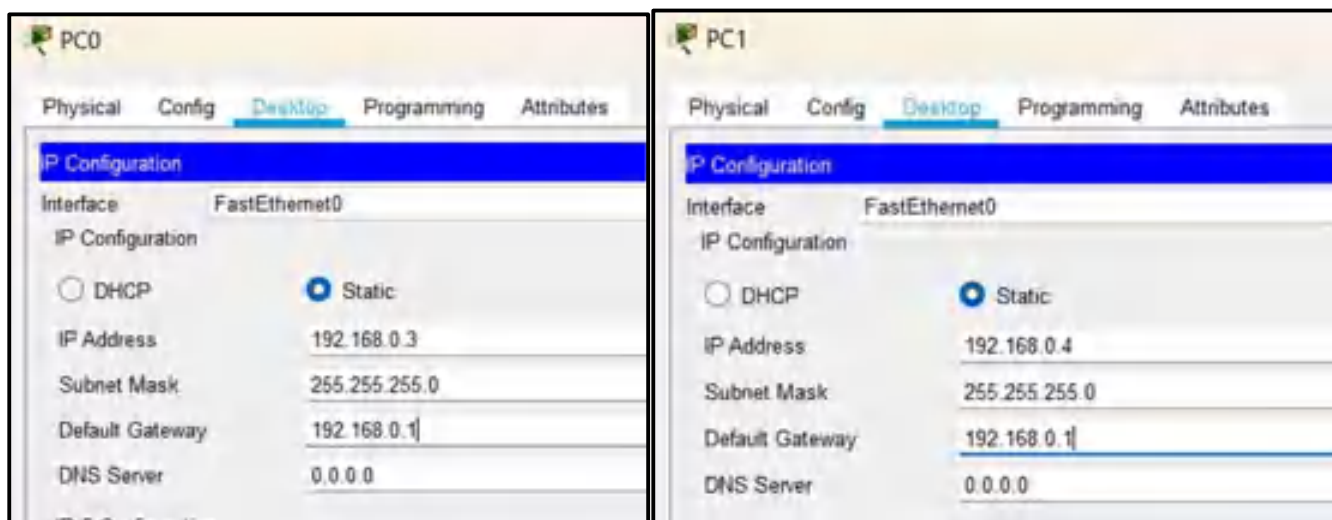 PC0
Physical Config Desktop Programming Attributes
IP Configuration
Interface FastEthernet0
IP Configuration
DHCP Static
IP Address 192.168.0.3
Subnet Mask 255.255.255.0
Default Gateway 192.168.0.1
DNS Server 0.0.0.0
PC1
Physical Config Desktop Programming Attributes
IP Configuration
Interface FastEthernet0
IP Configuration
DHCP Static
IP Address 192.168.0.4
Subnet Mask 255.255.255.0
Default Gateway 192.168.0.1
DNS Server 0.0.0.0